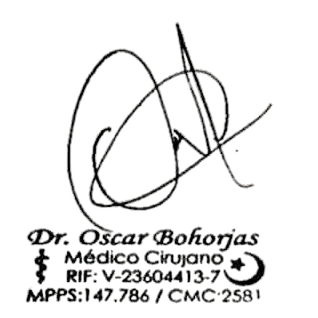 Dr. Oscar Bohorjas
Médico Cirujano
RIF: V-23604413-7
MPPS:147.786 / CMC:2581